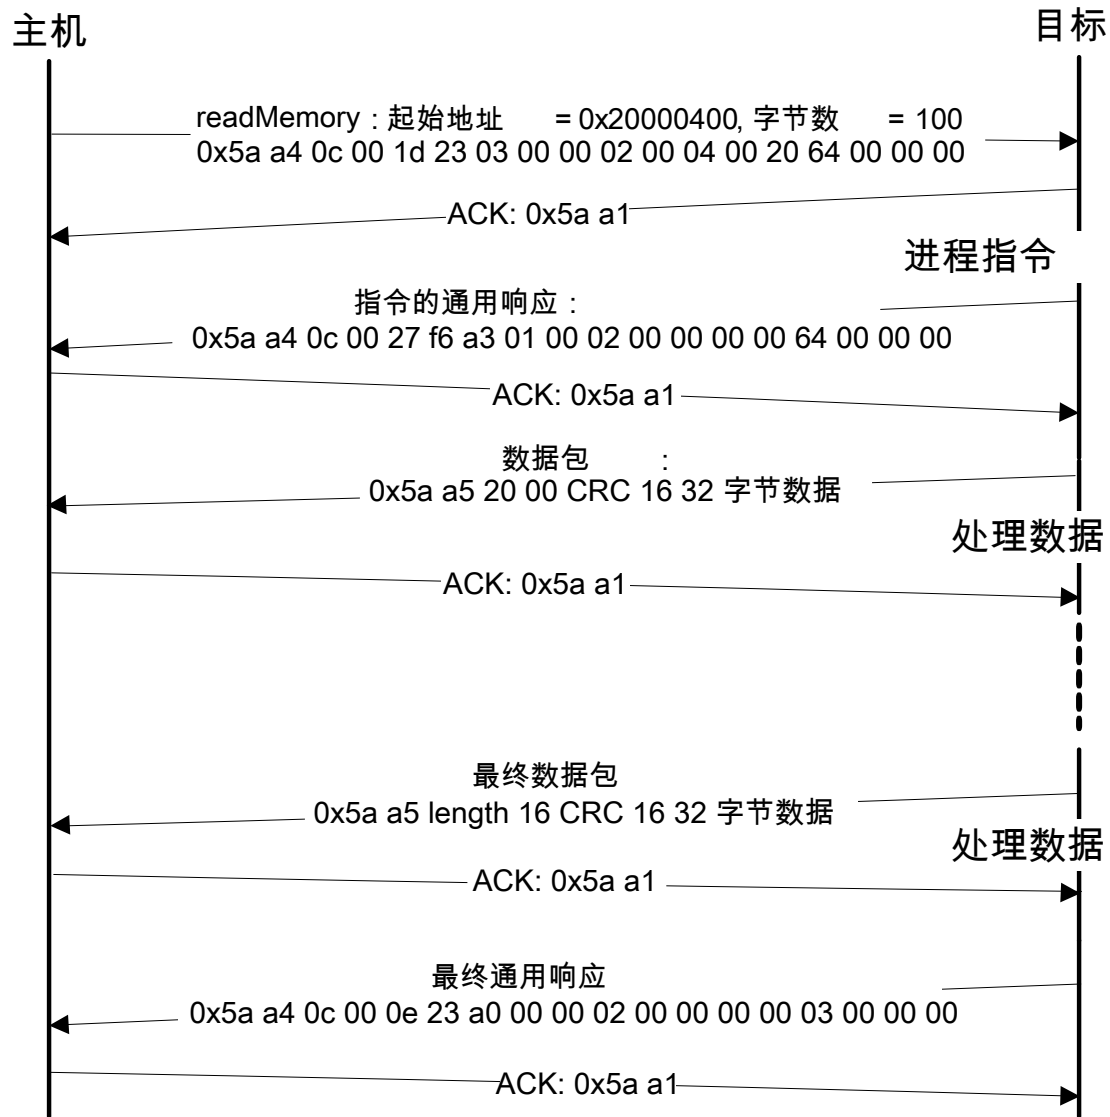 主机
目标
readMemory : 起始地址 = 0x20000400, 字节数 = 100
0x5a a4 0c 00 1d 23 03 00 00 02 00 04 00 20 64 00 00 00
ACK: 0x5a a1
进程指令
指令的通用响应 :
0x5a a4 0c 00 27 f6 a3 01 00 02 00 00 00 00 64 00 00 00
ACK: 0x5a a1
数据包 :
0x5a a5 20 00 CRC 16 32 字节数据
处理数据
ACK: 0x5a a1
最终数据包
0x5a a5 length 16 CRC 16 32 字节数据
处理数据
ACK: 0x5a a1
最终通用响应
0x5a a4 0c 00 0e 23 a0 00 00 02 00 00 00 00 03 00 00 00
ACK: 0x5a a1